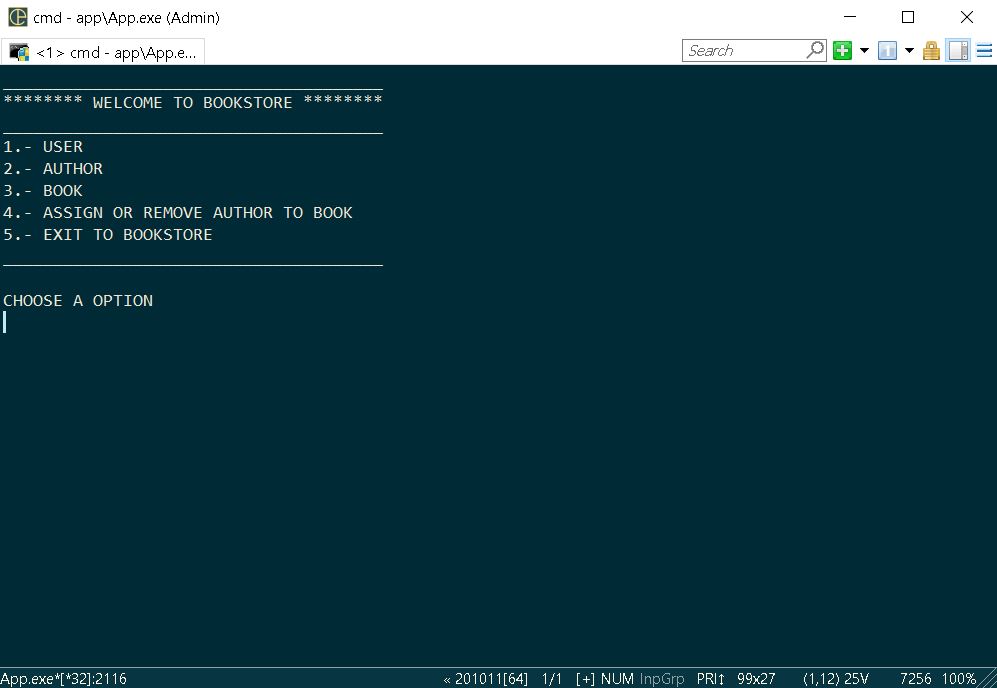 cmd - app\App.exe (Admin)
<1> cmd - app\App.e...
Search
______________________________________
******** WELCOME TO BOOKSTORE ********
______________________________________
1.- USER
2.- AUTHOR
3.- BOOK
4.- ASSIGN OR REMOVE AUTHOR TO BOOK
5.- EXIT TO BOOKSTORE
______________________________________
CHOOSE A OPTION
App.exe*[*32]:2116 « 201011[64] 1/1 [+] NUM InpGrp PRI↕ 99x27 (1,12) 25V 7256 100%